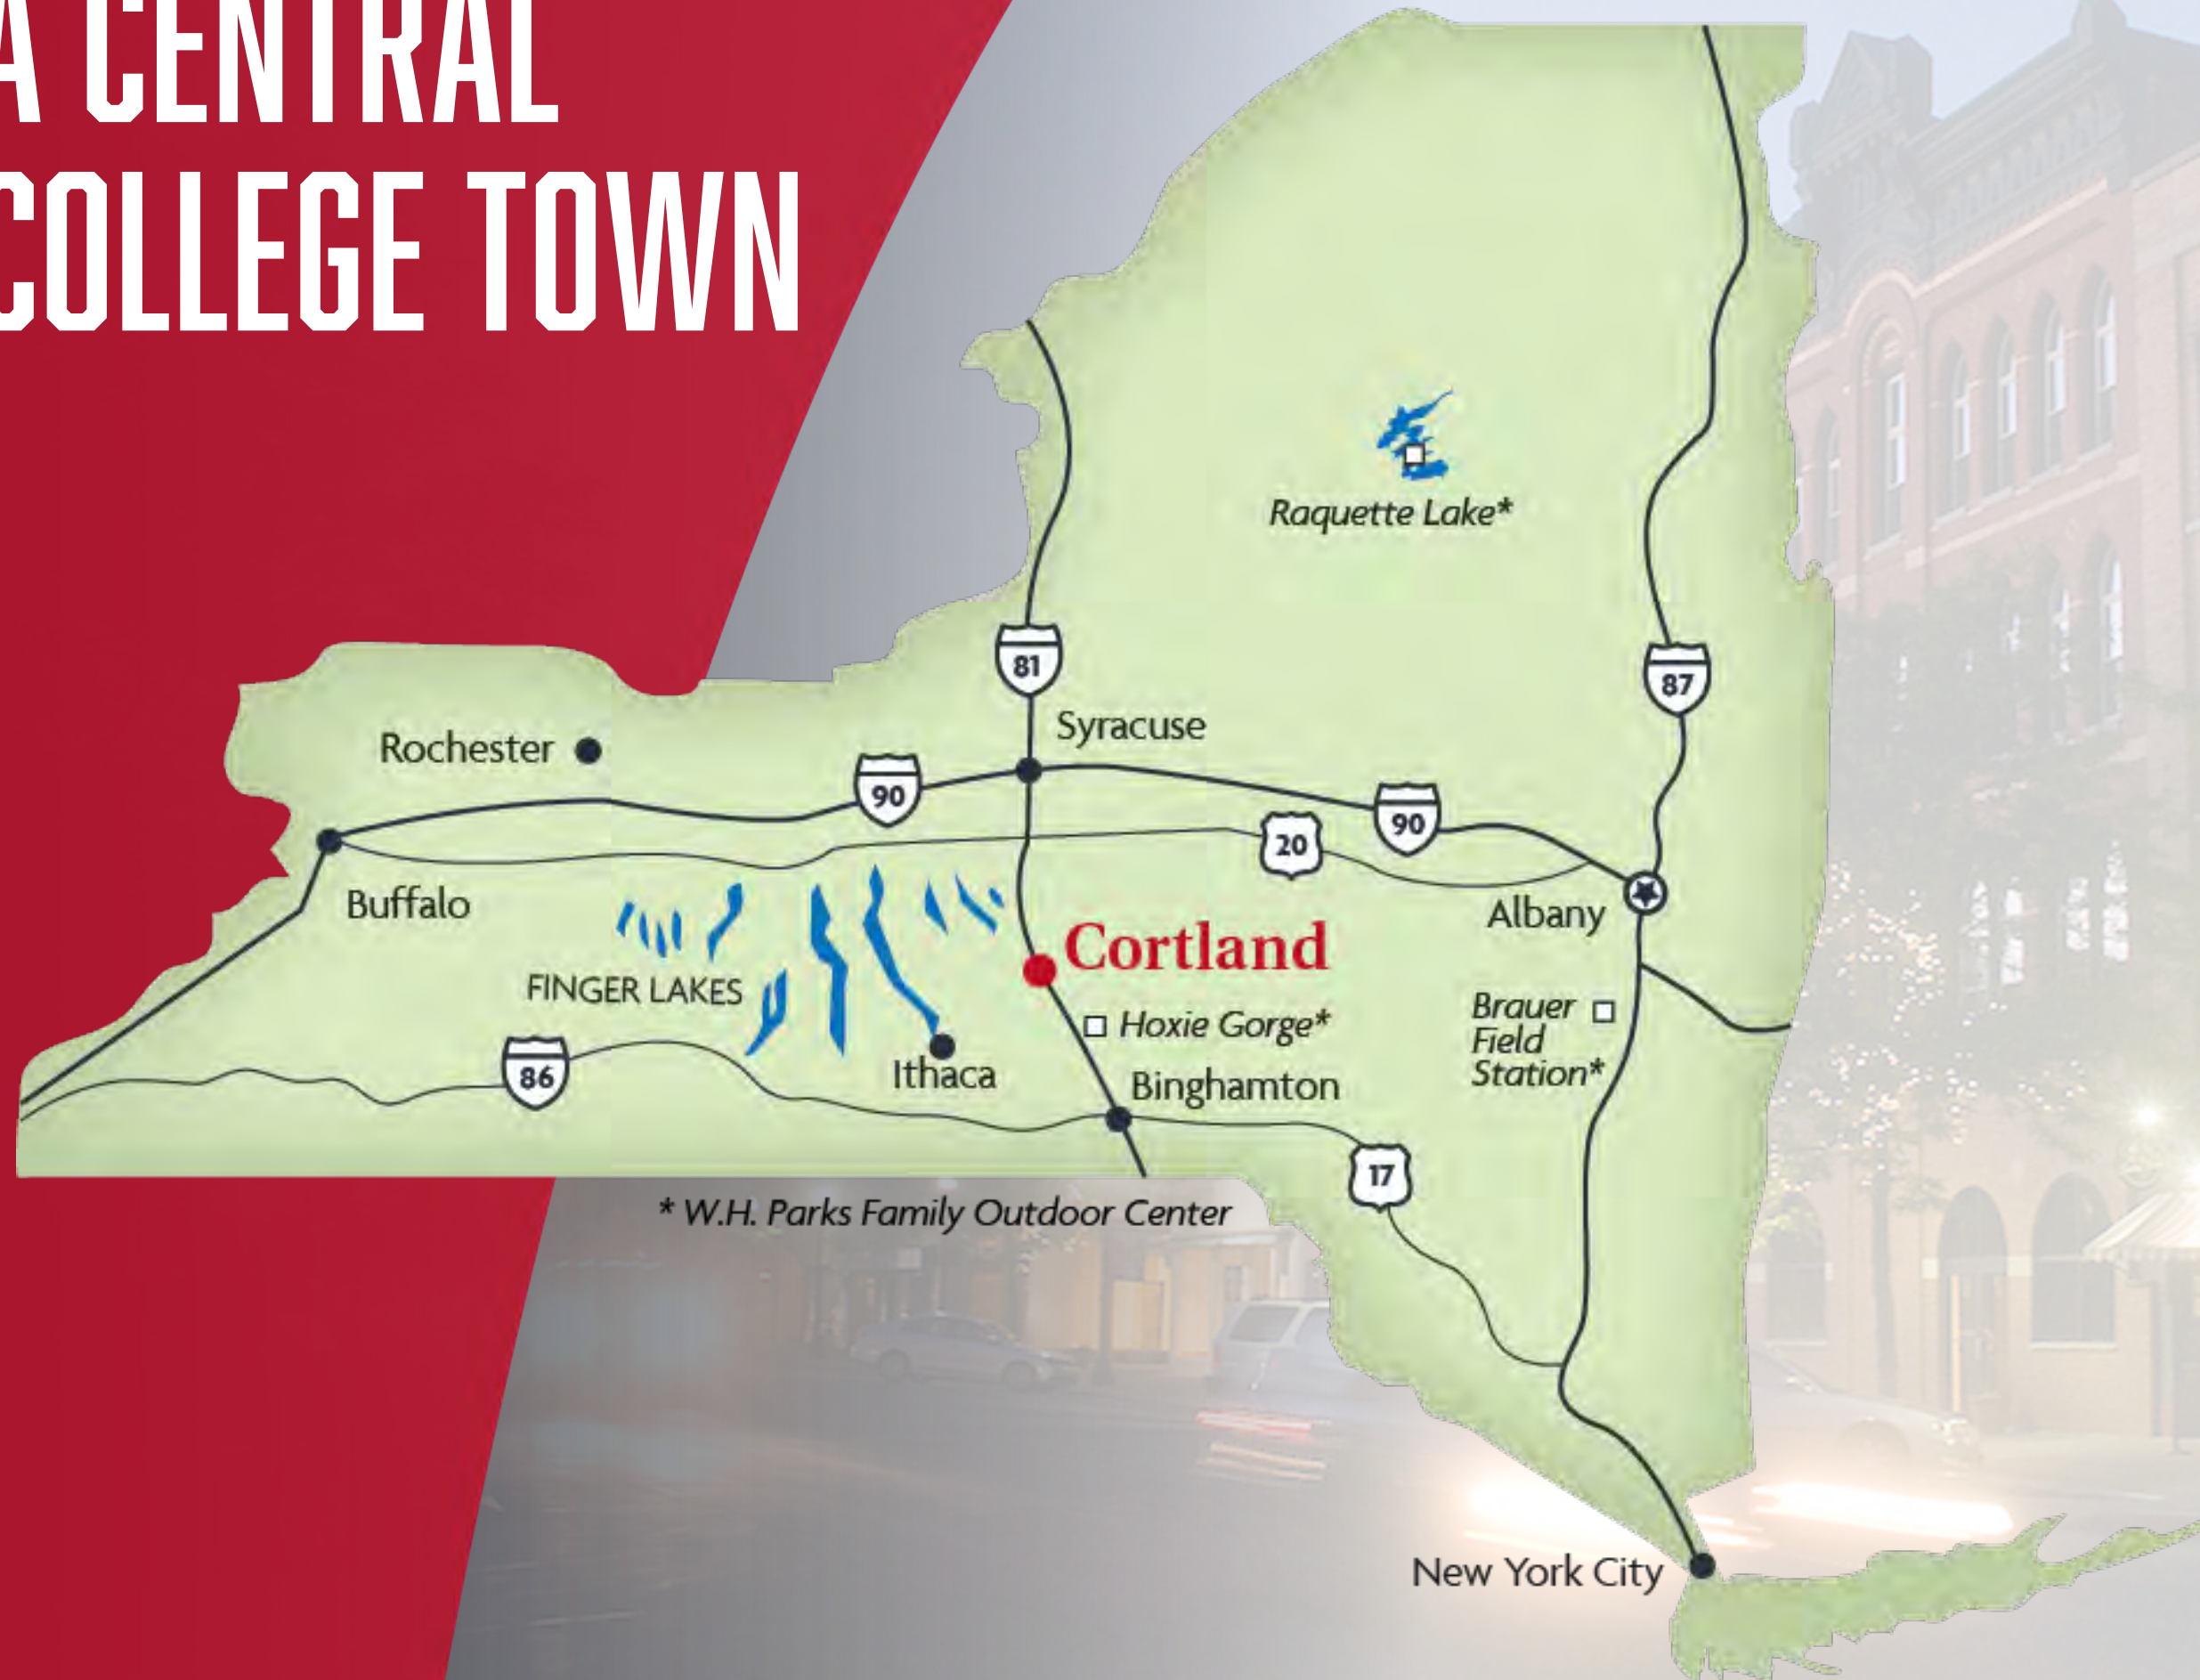 A CENTRAL
COLLEGE TOWN
Raquette Lake*
81
87
Syracuse
Rochester
90
90
20
Buffalo
Albany
Cortland
FINGER LAKES
Hoxie Gorge*
Brauer
Field
Station*
86
Ithaca
Binghamton
17
* W.H. Parks Family Outdoor Center
New York City